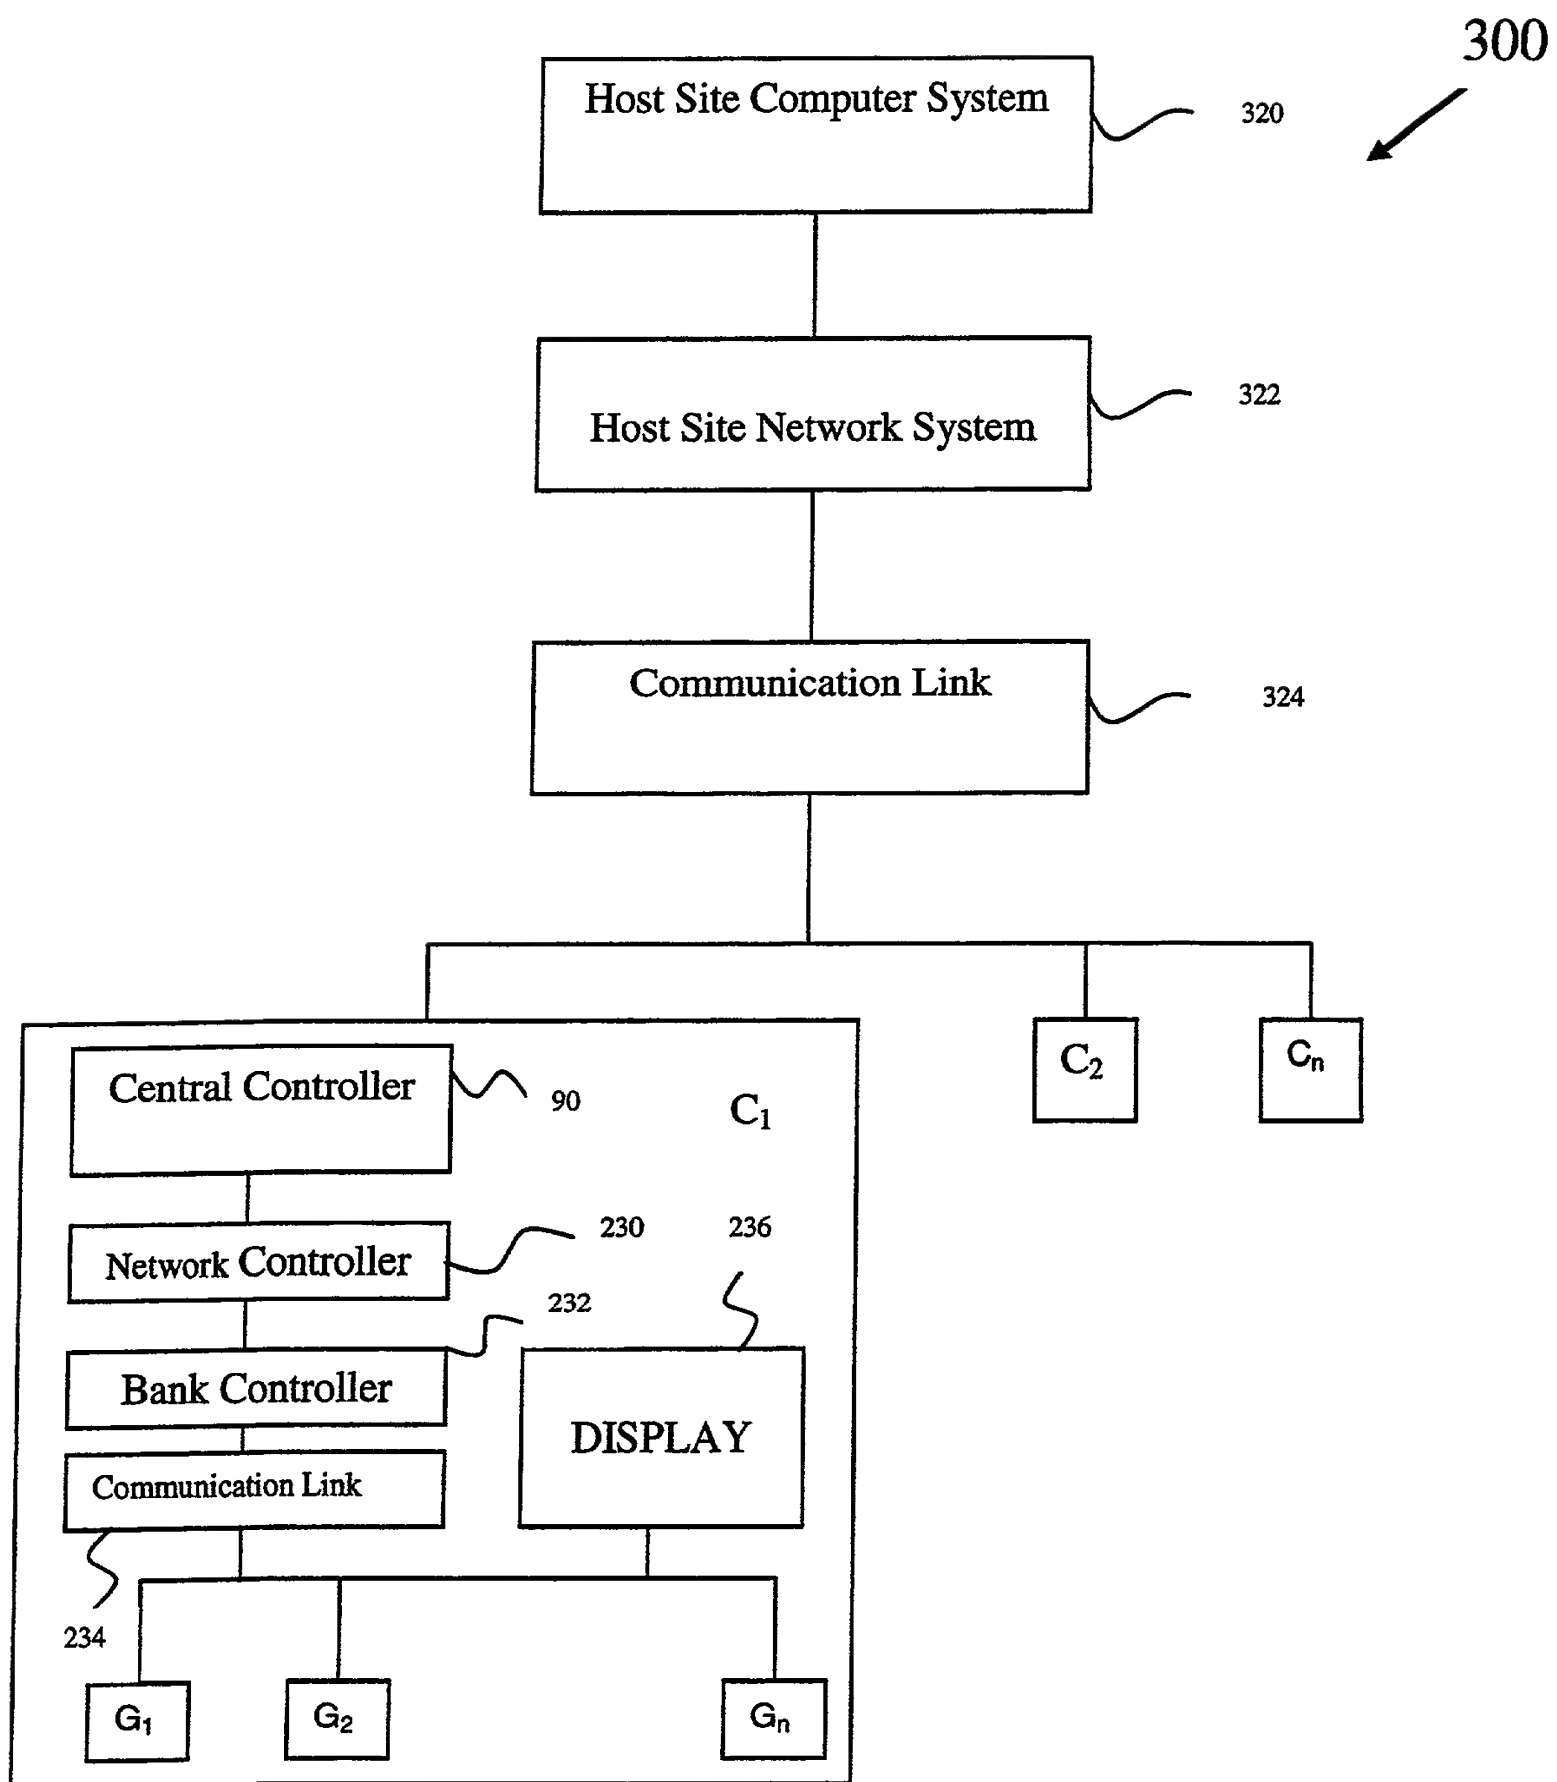 300
Host Site Computer System
320
Host Site Network System
322
Communication Link
324
Central Controller
90
C1
C2
Cn
Network Controller
230
236
232
Bank Controller
DISPLAY
Communication Link
234
G1
G2
Gn